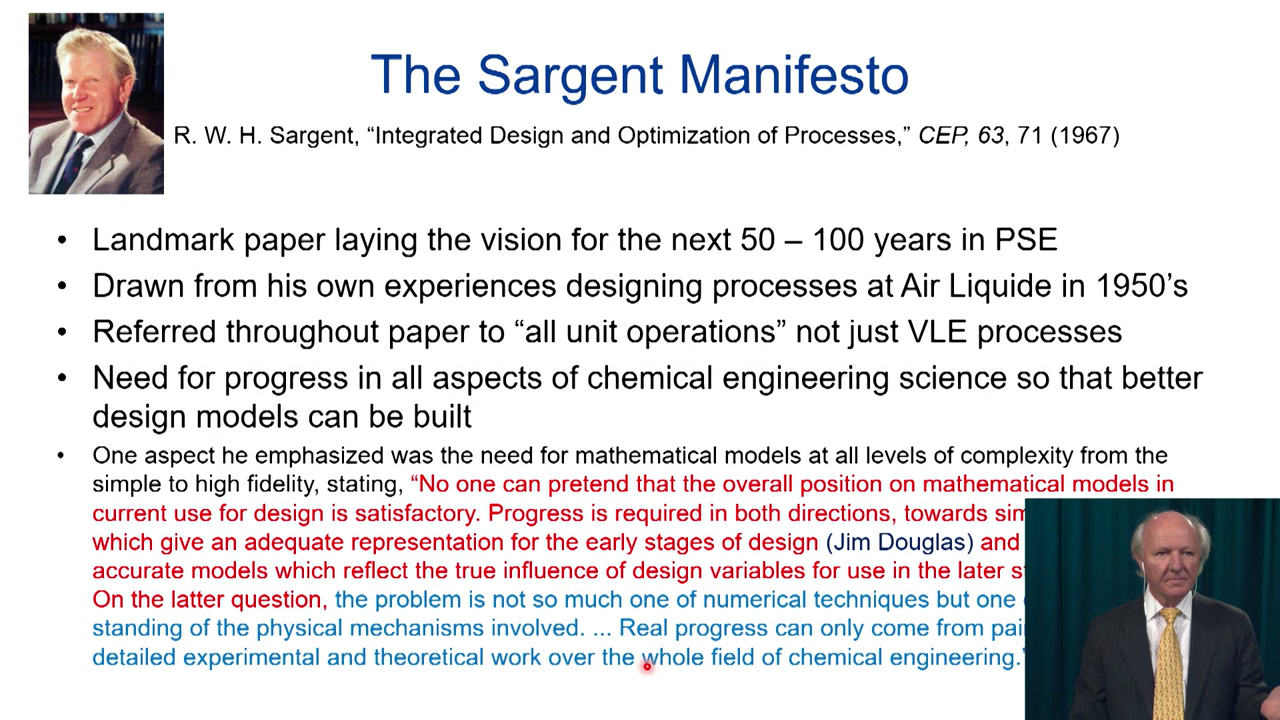 The Sargent Manifesto
R. W. H. Sargent, “Integrated Design and Optimization of Processes,” CEP, 63, 71 (1967)
• Landmark paper laying the vision for the next 50 – 100 years in PSE
• Drawn from his own experiences designing processes at Air Liquide in 1950’s
• Referred throughout paper to “all unit operations” not just VLE processes
• Need for progress in all aspects of chemical engineering science so that better
design models can be built
• One aspect he emphasized was the need for mathematical models at all levels of complexity from the
simple to high fidelity, stating, “No one can pretend that the overall position on mathematical models in
current use for design is satisfactory. Progress is required in both directions, towards
which give an adequate representation for the early stages of design (Jim Douglas) and
accurate models which reflect the true influence of design variables for use in the later
On the latter question, the problem is not so much one of numerical techniques but one
standing of the physical mechanisms involved. ... Real progress can only come from
detailed experimental and theoretical work over the whole field of chemical engineering.”